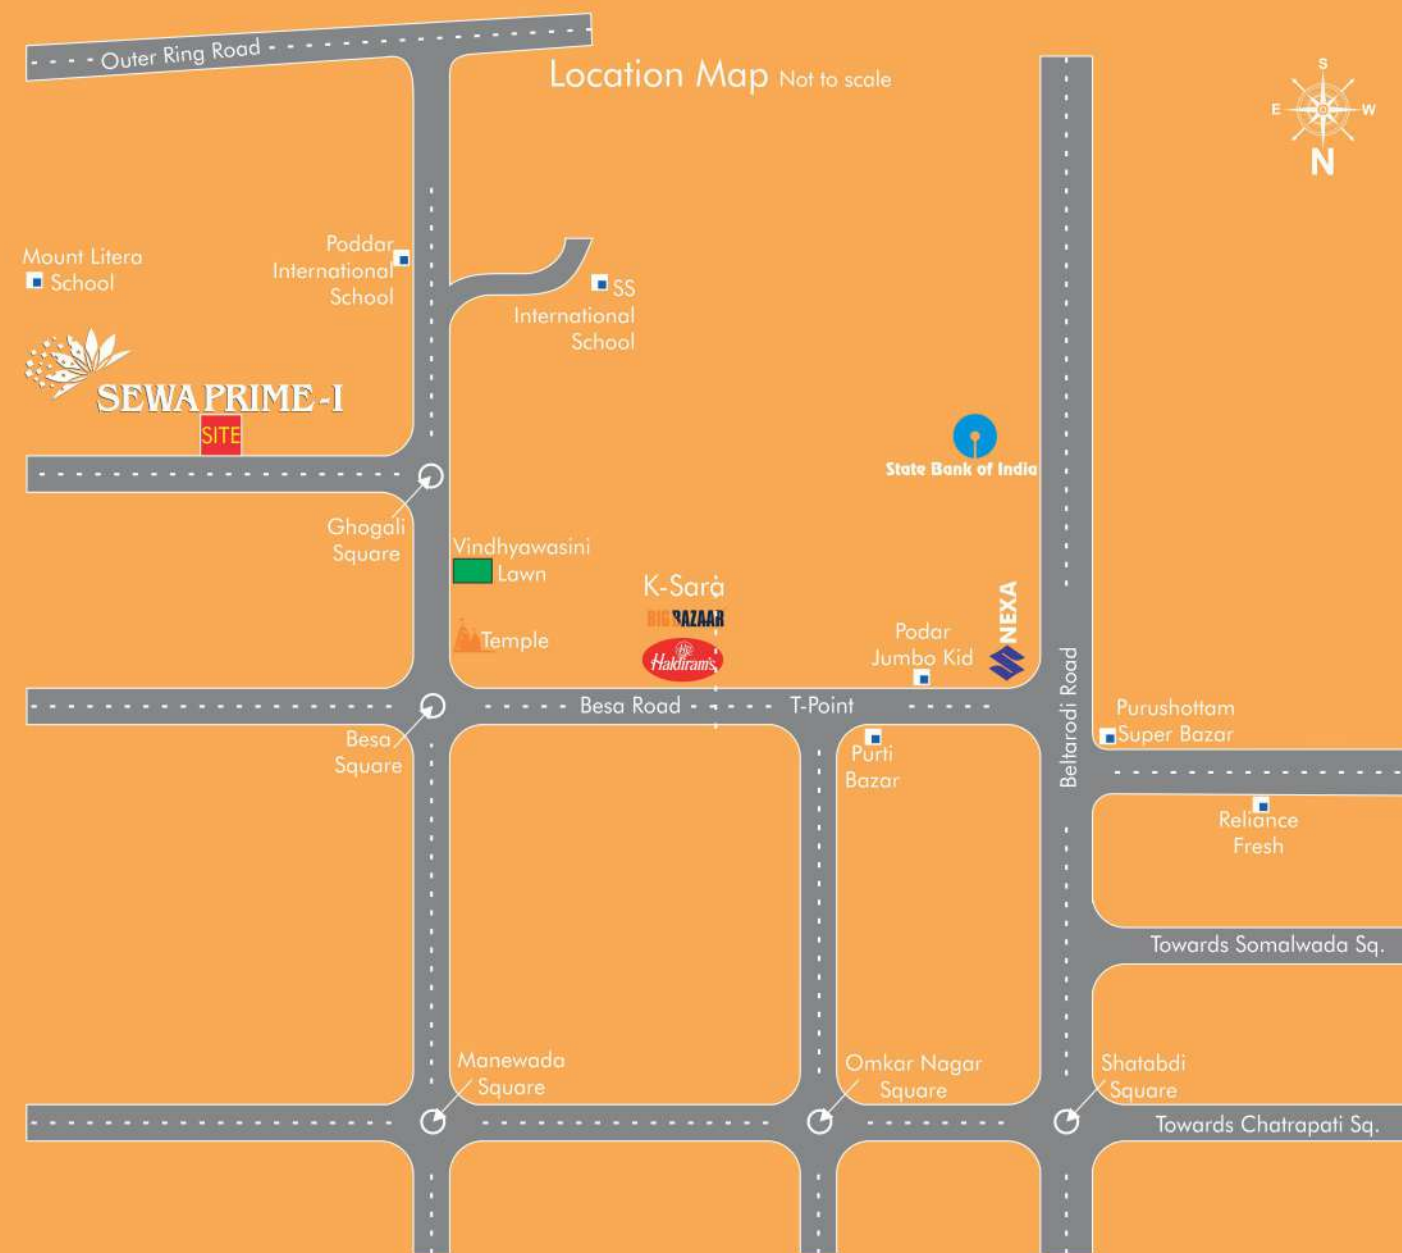 Outer Ring Road
Location Map Not to scale
S
E
W
N
Mount Litera
School
Poddar
International
School
SS
International
School
SEWA PRIME-I
SITE
State Bank of India
Ghogali
Square
Vindhyawasini
Lawn
Temple
K-Sara
BIG BAZAAR
Haldiram's
Podar
Jumbo Kid
NEXA
Besa Road
T-Point
Beltarodi Road
Besa
Square
Purti
Bazar
Purushottam
Super Bazar
Reliance
Fresh
Towards Somalwada Sq.
Manewada
Square
Omkar Nagar
Square
Shatabdi
Square
Towards Chatrapati Sq.